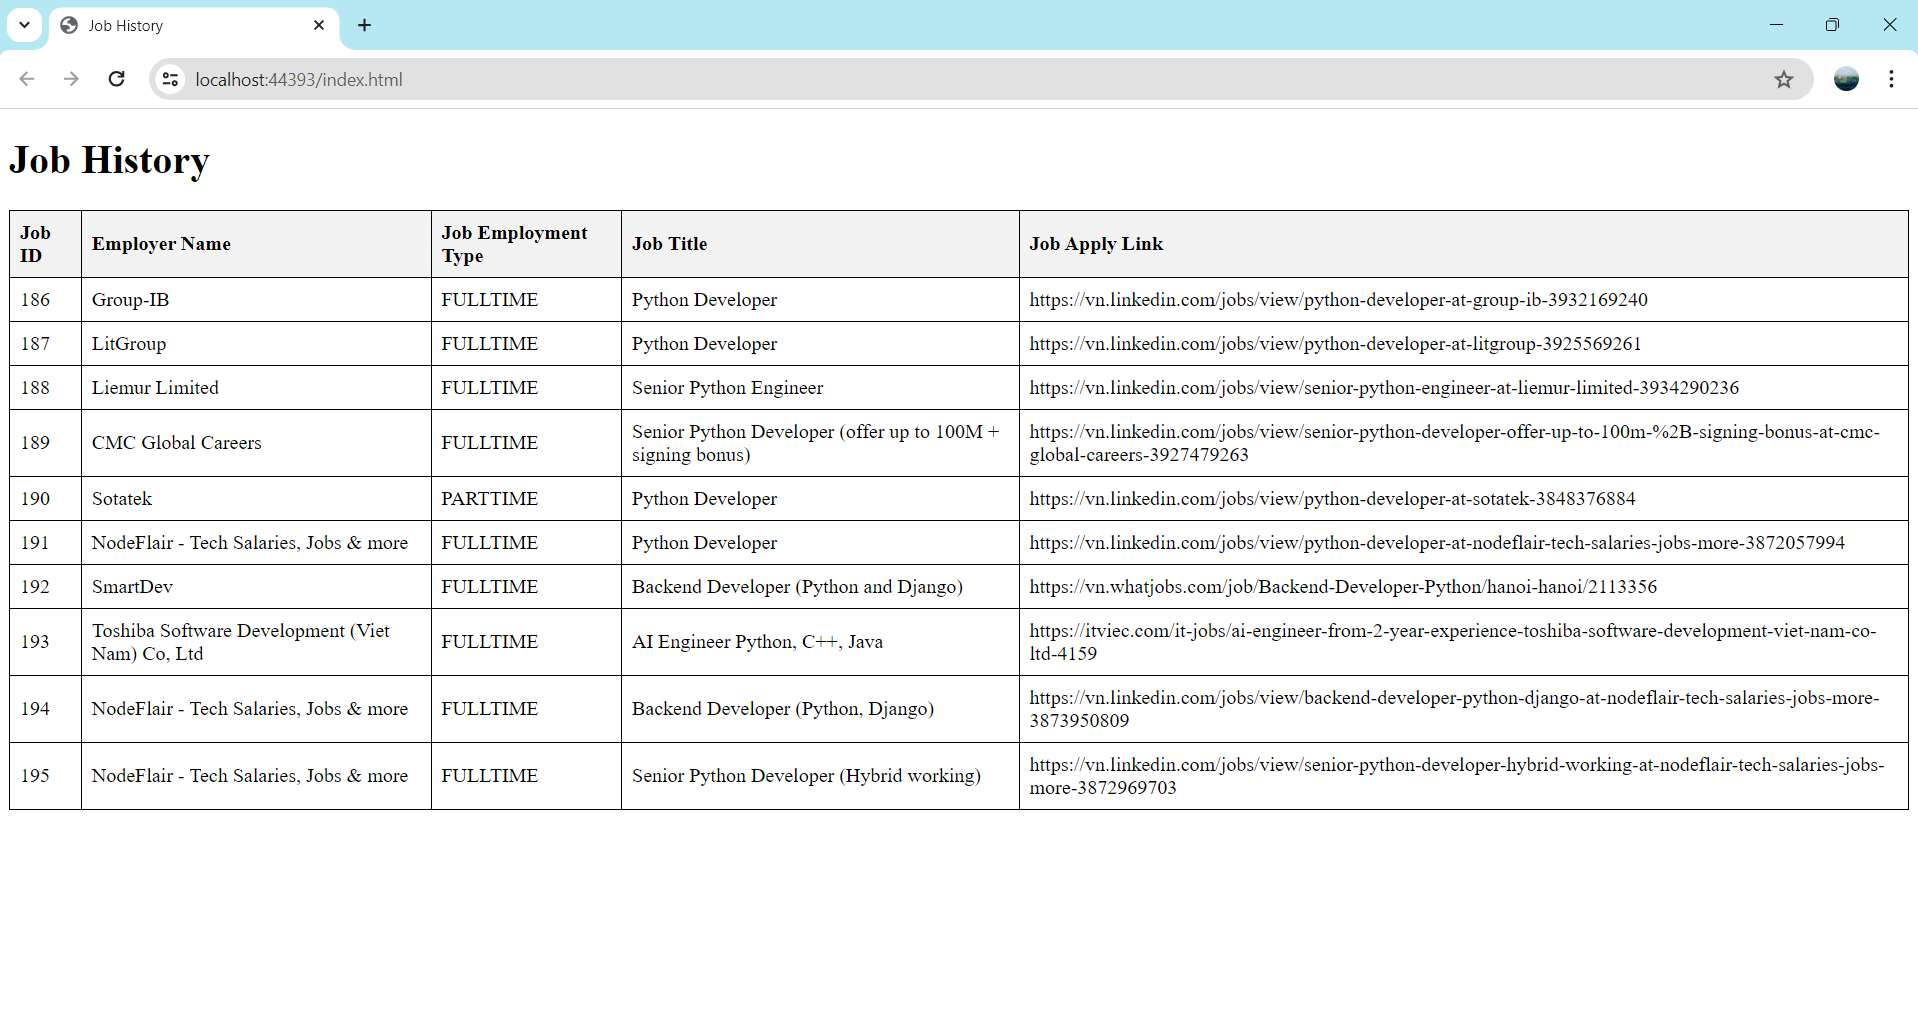 Job History
localhost:44393/index.html
Job History
Job ID Employer Name Job Employment Type Job Title Job Apply Link
186 Group-IB FULLTIME Python Developer https://vn.linkedin.com/jobs/view/python-developer-at-group-ib-3932169240
187 LitGroup FULLTIME Python Developer https://vn.linkedin.com/jobs/view/python-developer-at-litgroup-3925569261
188 Liemur Limited FULLTIME Senior Python Engineer https://vn.linkedin.com/jobs/view/senior-python-engineer-at-liemur-limited-3934290236
189 CMC Global Careers FULLTIME Senior Python Developer (offer up to 100M + signing bonus) https://vn.linkedin.com/jobs/view/senior-python-developer-offer-up-to-100m-%2B-signing-bonus-at-cmc-global-careers-3927479263
190 Sotatek PARTTIME Python Developer https://vn.linkedin.com/jobs/view/python-developer-at-sotatek-3848376884
191 NodeFlair - Tech Salaries, Jobs & more FULLTIME Python Developer https://vn.linkedin.com/jobs/view/python-developer-at-nodeflair-tech-salaries-jobs-more-3872057994
192 SmartDev FULLTIME Backend Developer (Python and Django) https://vn.whatjobs.com/job/Backend-Developer-Python/hanoi-hanoi/2113356
193 Toshiba Software Development (Viet Nam) Co, Ltd FULLTIME AI Engineer Python, C++, Java https://itviec.com/it-jobs/ai-engineer-from-2-year-experience-toshiba-software-development-viet-nam-co-ltd-4159
194 NodeFlair - Tech Salaries, Jobs & more FULLTIME Backend Developer (Python, Django) https://vn.linkedin.com/jobs/view/backend-developer-python-django-at-nodeflair-tech-salaries-jobs-more-3873950809
195 NodeFlair - Tech Salaries, Jobs & more FULLTIME Senior Python Developer (Hybrid working) https://vn.linkedin.com/jobs/view/senior-python-developer-hybrid-working-at-nodeflair-tech-salaries-jobs-more-3872969703